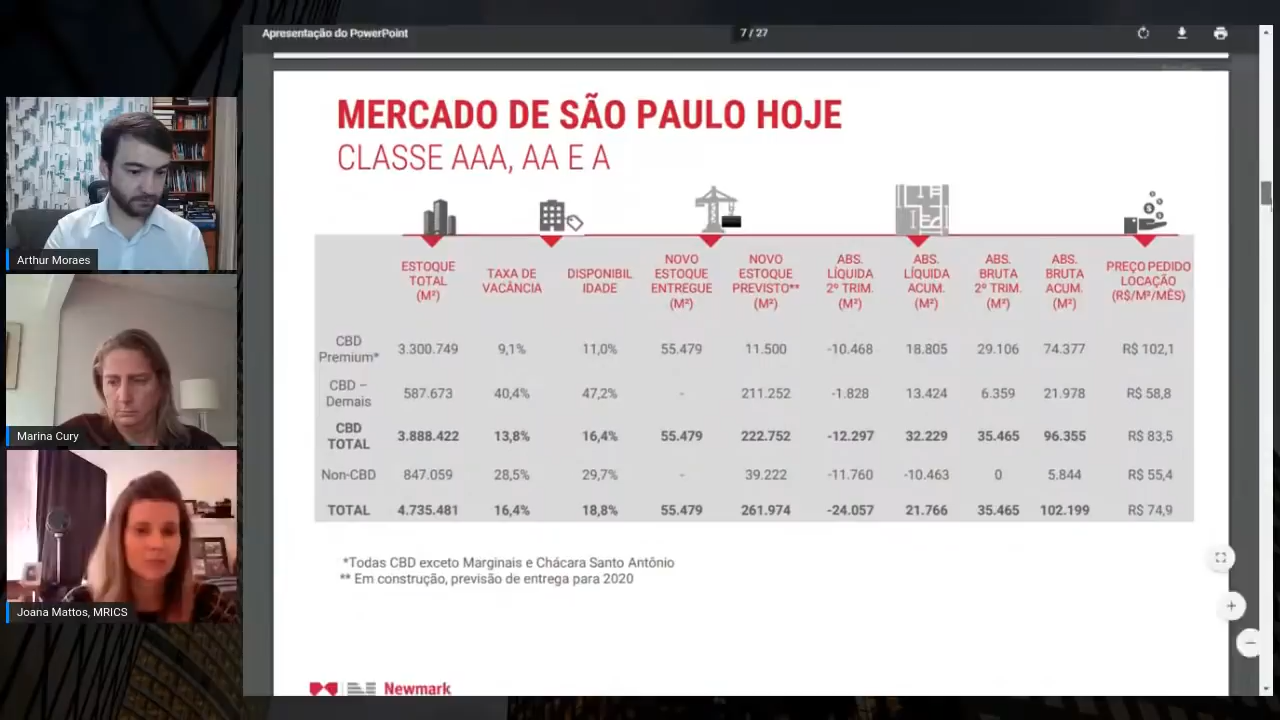 Apresentação do PowerPoint
7 / 27
MERCADO DE SÃO PAULO HOJE
CLASSE AAA, AA E A
ESTOQUE TOTAL (M²)
TAXA DE VACÂNCIA
DISPONIBIL IDADE
NOVO ESTOQUE ENTREGUE (M²)
NOVO ESTOQUE PREVISTO** (M²)
ABS. LÍQUIDA 2º TRIM. (M²)
ABS. LÍQUIDA ACUM. (M²)
ABS. BRUTA 2º TRIM. (M²)
ABS. BRUTA ACUM. (M²)
PREÇO PEDIDO LOCAÇÃO (R$/M²/MÊS)
CBD Premium* 3.300.749 9,1% 11,0% 55.479 11.500 -10.468 18.805 29.106 74.377 R$ 102,1
CBD – Demais 587.673 40,4% 47,2% - 211.252 -1.828 13.424 6.359 21.978 R$ 58,8
CBD TOTAL 3.888.422 13,8% 16,4% 55.479 222.752 -12.297 32.229 35.465 96.355 R$ 83,5
Non-CBD 847.059 28,5% 29,7% - 39.222 -11.760 -10.463 0 5.844 R$ 55,4
TOTAL 4.735.481 16,4% 18,8% 55.479 261.974 -24.057 21.766 35.465 102.199 R$ 74,9
*Todas CBD exceto Marginais e Chácara Santo Antônio
** Em construção, previsão de entrega para 2020
Newmark
Arthur Moraes
Marina Cury
Joana Mattos, MRICS